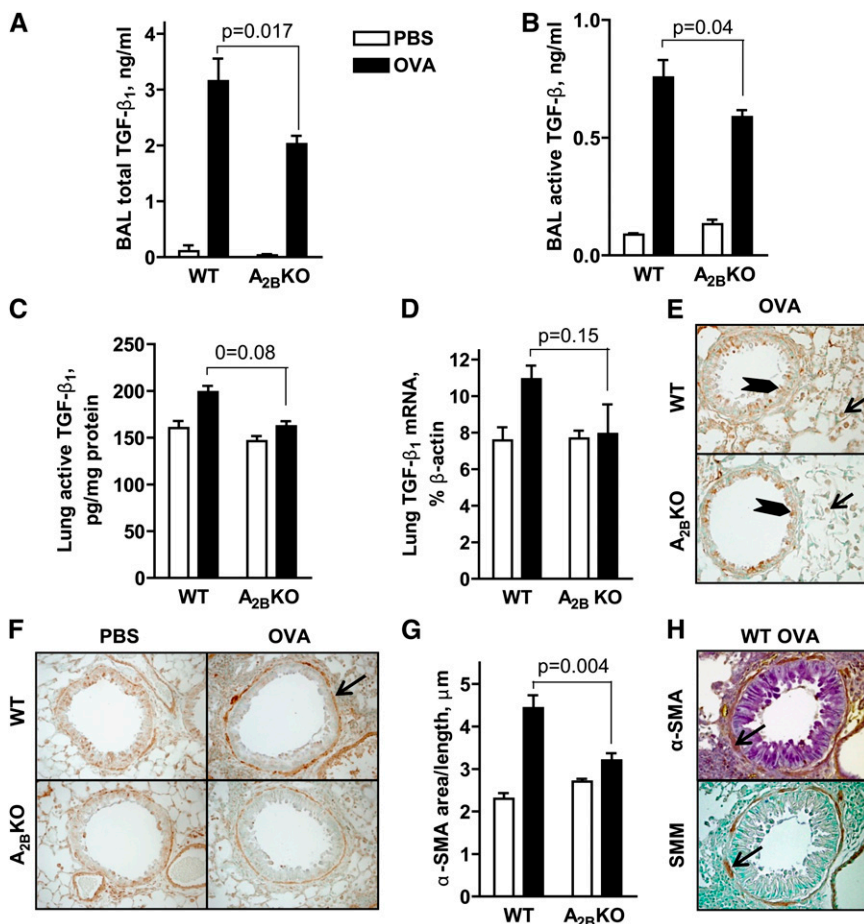 A
BAL total TGF-β₁, ng/ml
4
3
2
1
0
p=0.017
WT
A₂BKO
PBS
OVA
B
BAL active TGF-β, ng/ml
1.0
0.5
0.0
p=0.04
WT
A₂BKO
C
Lung active TGF-β₁,
pg/mg protein
250
200
150
100
50
0
0=0.08
WT
A₂BKO
D
Lung TGF-β₁ mRNA,
% β-actin
12
10
8
6
4
2
0
p=0.15
WT
A₂B KO
E
OVA
WT
A₂BKO
F
PBS
OVA
WT
A₂BKO
G
α-SMA area/length, μm
5
4
3
2
1
0
p=0.004
WT
A₂BKO
H
WT OVA
α-SMA
SMM